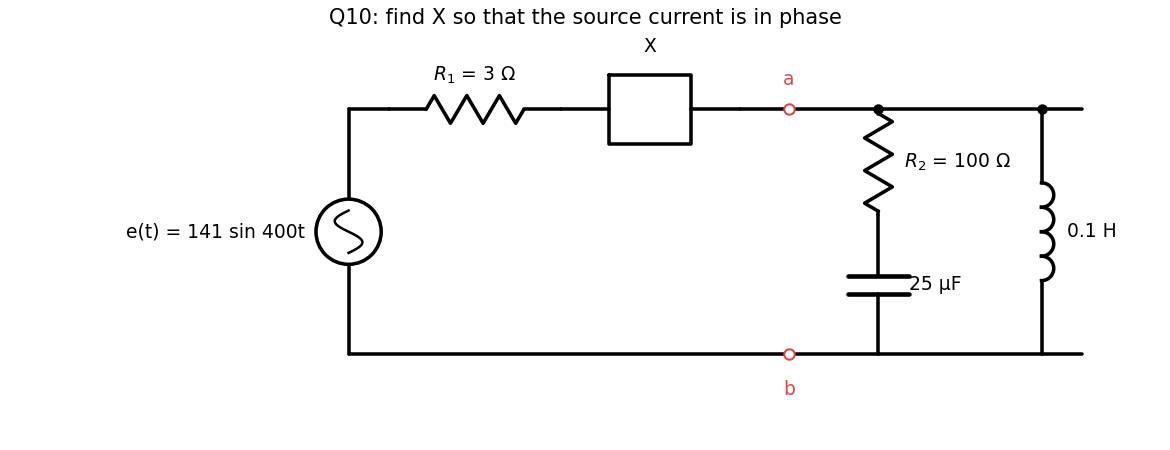 Q10: find X so that the source current is in phase
X
R₁ = 3 Ω
a
R₂ = 100 Ω
e(t) = 141 sin 400t
0.1 H
25 μF
b